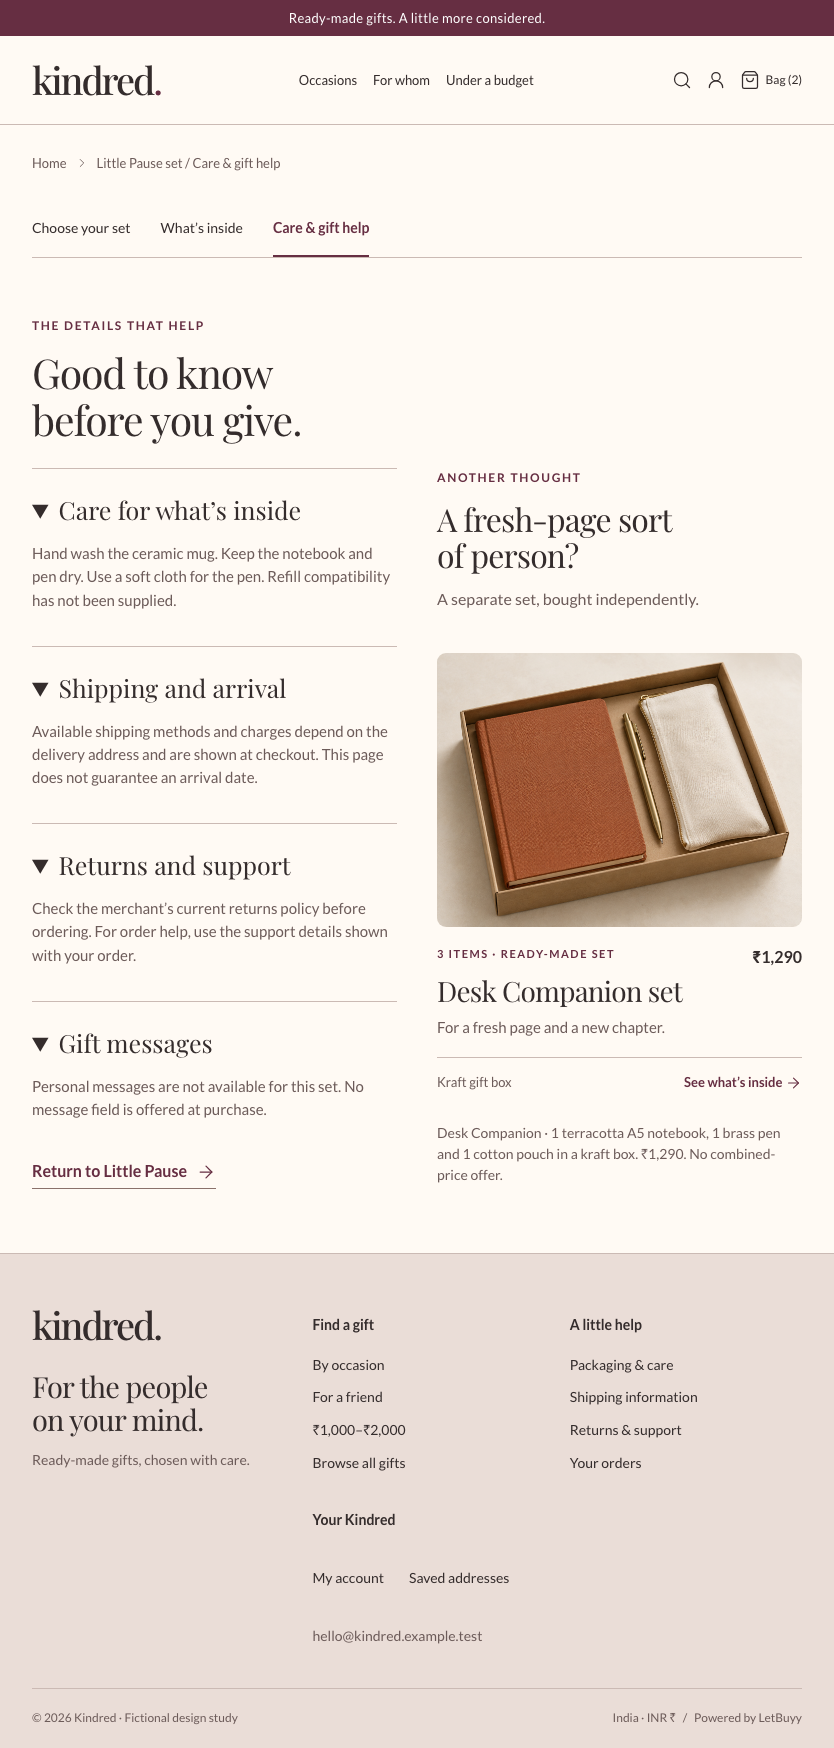 Ready-made gifts. A little more considered.
kindred.
Occasions For whom Under a budget
Bag (2)
Home
Little Pause set / Care & gift help
Choose your set
What’s inside
Care & gift help
THE DETAILS THAT HELP
Good to know
before you give.
Care for what’s inside
Hand wash the ceramic mug. Keep the notebook and
pen dry. Use a soft cloth for the pen. Refill compatibility
has not been supplied.
Shipping and arrival
Available shipping methods and charges depend on the
delivery address and are shown at checkout. This page
does not guarantee an arrival date.
Returns and support
Check the merchant’s current returns policy before
ordering. For order help, use the support details shown
with your order.
Gift messages
Personal messages are not available for this set. No
message field is offered at purchase.
Return to Little Pause
ANOTHER THOUGHT
A fresh-page sort
of person?
A separate set, bought independently.
3 ITEMS · READY-MADE SET
₹1,290
Desk Companion set
For a fresh page and a new chapter.
Kraft gift box
See what’s inside
Desk Companion · 1 terracotta A5 notebook, 1 brass pen
and 1 cotton pouch in a kraft box. ₹1,290. No combined-
price offer.
kindred.
For the people
on your mind.
Ready-made gifts, chosen with care.
Find a gift
By occasion
For a friend
₹1,000–₹2,000
Browse all gifts
A little help
Packaging & care
Shipping information
Returns & support
Your orders
Your Kindred
My account
Saved addresses
hello@kindred.example.test
© 2026 Kindred · Fictional design study
India · INR ₹ / Powered by LetBuyy